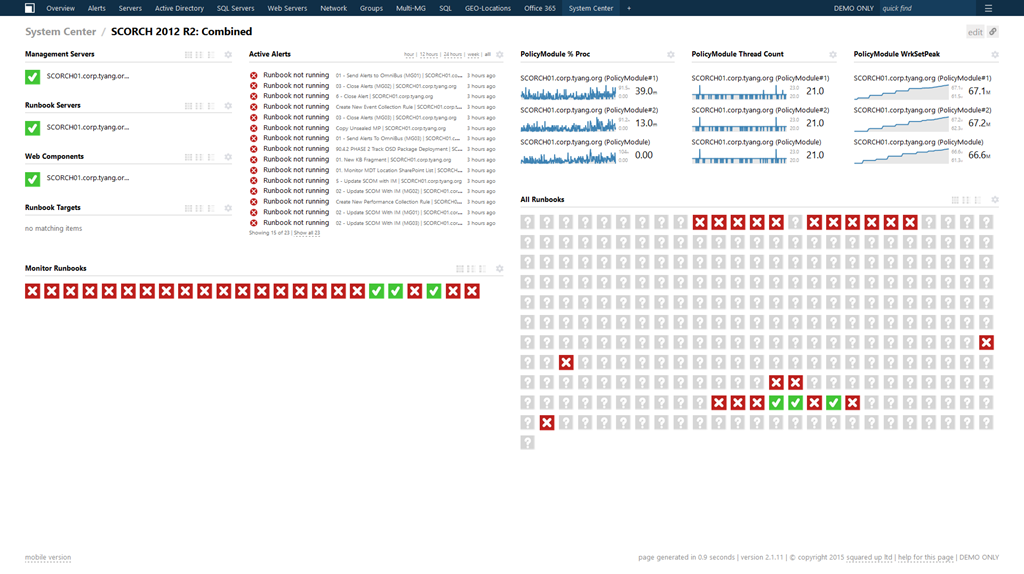 Overview Alerts Servers Active Directory SQL Servers Web Servers Network Groups Multi-MG SQL GEO-Locations Office 365 System Center + DEMO ONLY quick find
System Center / SCORCH 2012 R2: Combined
edit
Management Servers
SCORCH01.corp.tyang.or...
Runbook Servers
SCORCH01.corp.tyang.or...
Web Components
SCORCH01.corp.tyang.or...
Runbook Targets
no matching items
Active Alerts hour | 12 hours | 24 hours | week | all
Runbook not running 01 - Send Alerts to OmniBus (MG01) | SCORCH01.co... 3 hours ago
Runbook not running 03 - Close Alerts (MG02) | SCORCH01.corp.tyang.org 3 hours ago
Runbook not running 6 - Close Alert | SCORCH01.corp.tyang.org 3 hours ago
Runbook not running Create New Event Collection Rule | SCORCH01.corp... 3 hours ago
Runbook not running 03 - Close Alerts (MG03) | SCORCH01.corp.tyang.org 3 hours ago
Runbook not running Copy Unsealed MP | SCORCH01.corp.tyang.org 3 hours ago
Runbook not running 01 - Send Alerts To OmniBus (MG03) | SCORCH01.c... 3 hours ago
Runbook not running PHASE 2 Track OSD Package Deployment | SC... 3 hours ago
Runbook not running 01. New KB Fragment | SCORCH01.corp.tyang.org 3 hours ago
Runbook not running 01. Monitor MDT Location SharePoint List | SCORCH... 3 hours ago
Runbook not running 5 - Update SCOM with IM | SCORCH01.corp.tyang.org 3 hours ago
Runbook not running 02 - Update SCOM With IM (MG02) | SCORCH01.cor... 3 hours ago
Runbook not running Create New Performance Collection Rule | SCORCH0... 3 hours ago
Runbook not running 02 - Update SCOM With IM (MG01) | SCORCH01.cor... 3 hours ago
Runbook not running 02 - Update SCOM With IM (MG03) | SCORCH01.cor... 3 hours ago
Showing 15 of 23 | Show all 23
Monitor Runbooks
PolicyModule % Proc
SCORCH01.corp.tyang.org (PolicyModule#1)
39.0m
SCORCH01.corp.tyang.org (PolicyModule#2)
13.0m
SCORCH01.corp.tyang.org (PolicyModule)
0.00
PolicyModule Thread Count
SCORCH01.corp.tyang.org (PolicyModule#1)
23.0
20.0
21.0
SCORCH01.corp.tyang.org (PolicyModule#2)
23.0
20.0
21.0
SCORCH01.corp.tyang.org (PolicyModule)
21.0
PolicyModule WrkSetPeak
SCORCH01.corp.tyang.org (PolicyModule#1)
67.1M
SCORCH01.corp.tyang.org (PolicyModule#2)
67.2M
SCORCH01.corp.tyang.org (PolicyModule)
66.6M
All Runbooks
mobile version
page generated in 0.9 seconds | version 2.1.11 | © copyright 2015 squared up ltd | help for this page | DEMO ONLY